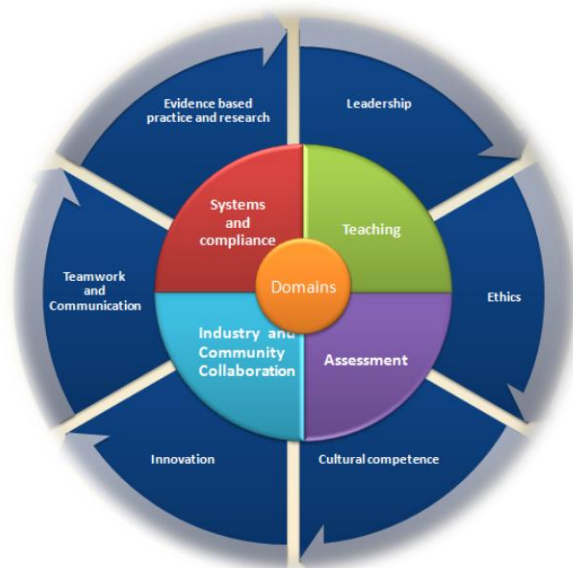 Evidence based
practice and research
Leadership
Systems
and
compliance
Teaching
Domains
Teamwork
and
Communication
Ethics
Industry and
Community
Collaboration
Assessment
Innovation
Cultural competence